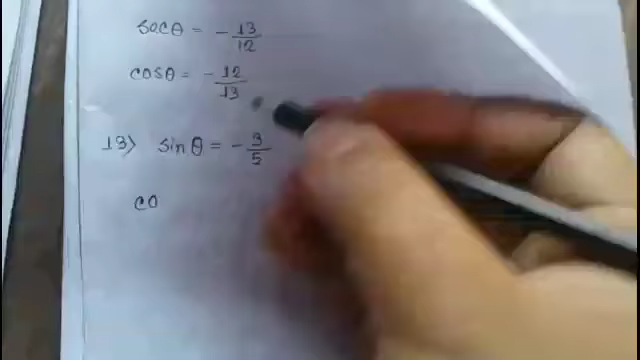 secθ = - 13/12
cosθ = - 12/13
13) sin θ = - 3/5
co